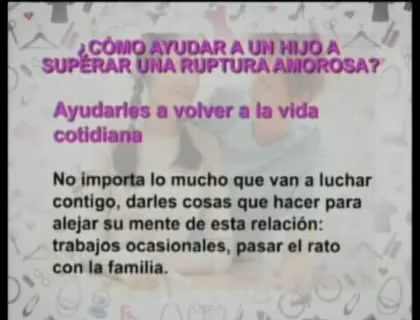 ¿CÓMO AYUDAR A UN HIJO A
SUPERAR UNA RUPTURA AMOROSA?
Ayudarles a volver a la vida
cotidiana
No importa lo mucho que van a luchar
contigo, darles cosas que hacer para
alejar su mente de esta relación:
trabajos ocasionales, pasar el rato
con la familia.